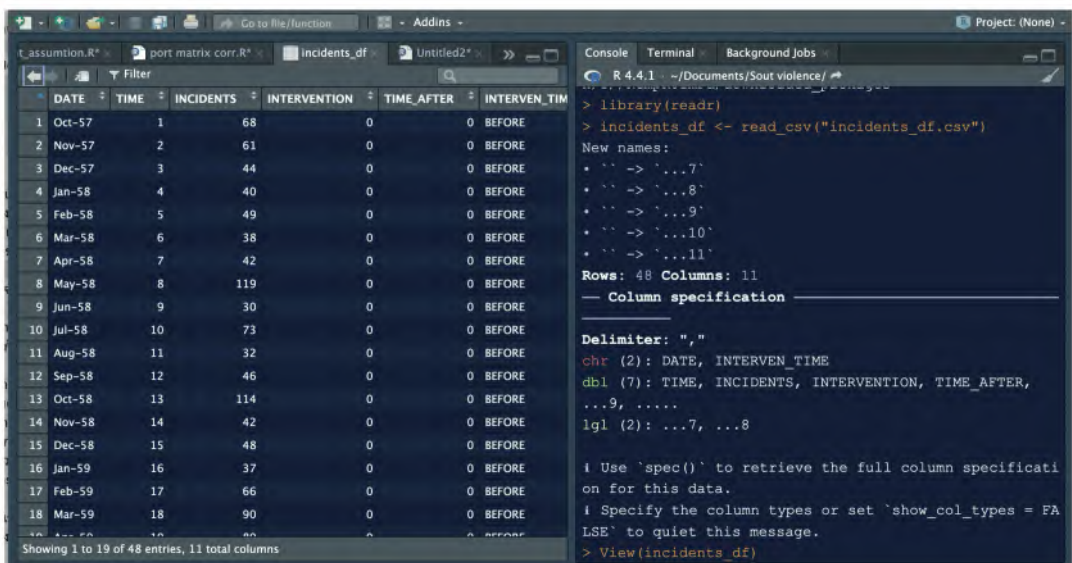 Go to file/function
Addins
Project: (None)
t_assumtion.R*
port matrix corr.R*
incidents_df
Untitled2*
Filter
DATE TIME INCIDENTS INTERVENTION TIME_AFTER INTERVEN_TIM
1 Oct-57 1 68 0 0 BEFORE
2 Nov-57 2 61 0 0 BEFORE
3 Dec-57 3 44 0 0 BEFORE
4 Jan-58 4 40 0 0 BEFORE
5 Feb-58 5 49 0 0 BEFORE
6 Mar-58 6 38 0 0 BEFORE
7 Apr-58 7 42 0 0 BEFORE
8 May-58 8 119 0 0 BEFORE
9 Jun-58 9 30 0 0 BEFORE
10 Jul-58 10 73 0 0 BEFORE
11 Aug-58 11 32 0 0 BEFORE
12 Sep-58 12 46 0 0 BEFORE
13 Oct-58 13 114 0 0 BEFORE
14 Nov-58 14 42 0 0 BEFORE
15 Dec-58 15 48 0 0 BEFORE
16 Jan-59 16 37 0 0 BEFORE
17 Feb-59 17 66 0 0 BEFORE
18 Mar-59 18 90 0 0 BEFORE
Showing 1 to 19 of 48 entries, 11 total columns
Console Terminal Background Jobs
R 4.4.1 · ~/Documents/Sout violence/
> library(readr)
> incidents_df <- read_csv("incidents_df.csv")
New names:
• `` -> `...7`
• `` -> `...8`
• `` -> `...9`
• `` -> `...10`
• `` -> `...11`
Rows: 48 Columns: 11
── Column specification ──
Delimiter: ","
chr (2): DATE, INTERVEN_TIME
dbl (7): TIME, INCIDENTS, INTERVENTION, TIME_AFTER,
...9, .....
lgl (2): ...7, ...8
ℹ Use `spec()` to retrieve the full column specificati
on for this data.
ℹ Specify the column types or set `show_col_types = FA
LSE` to quiet this message.
> View(incidents_df)